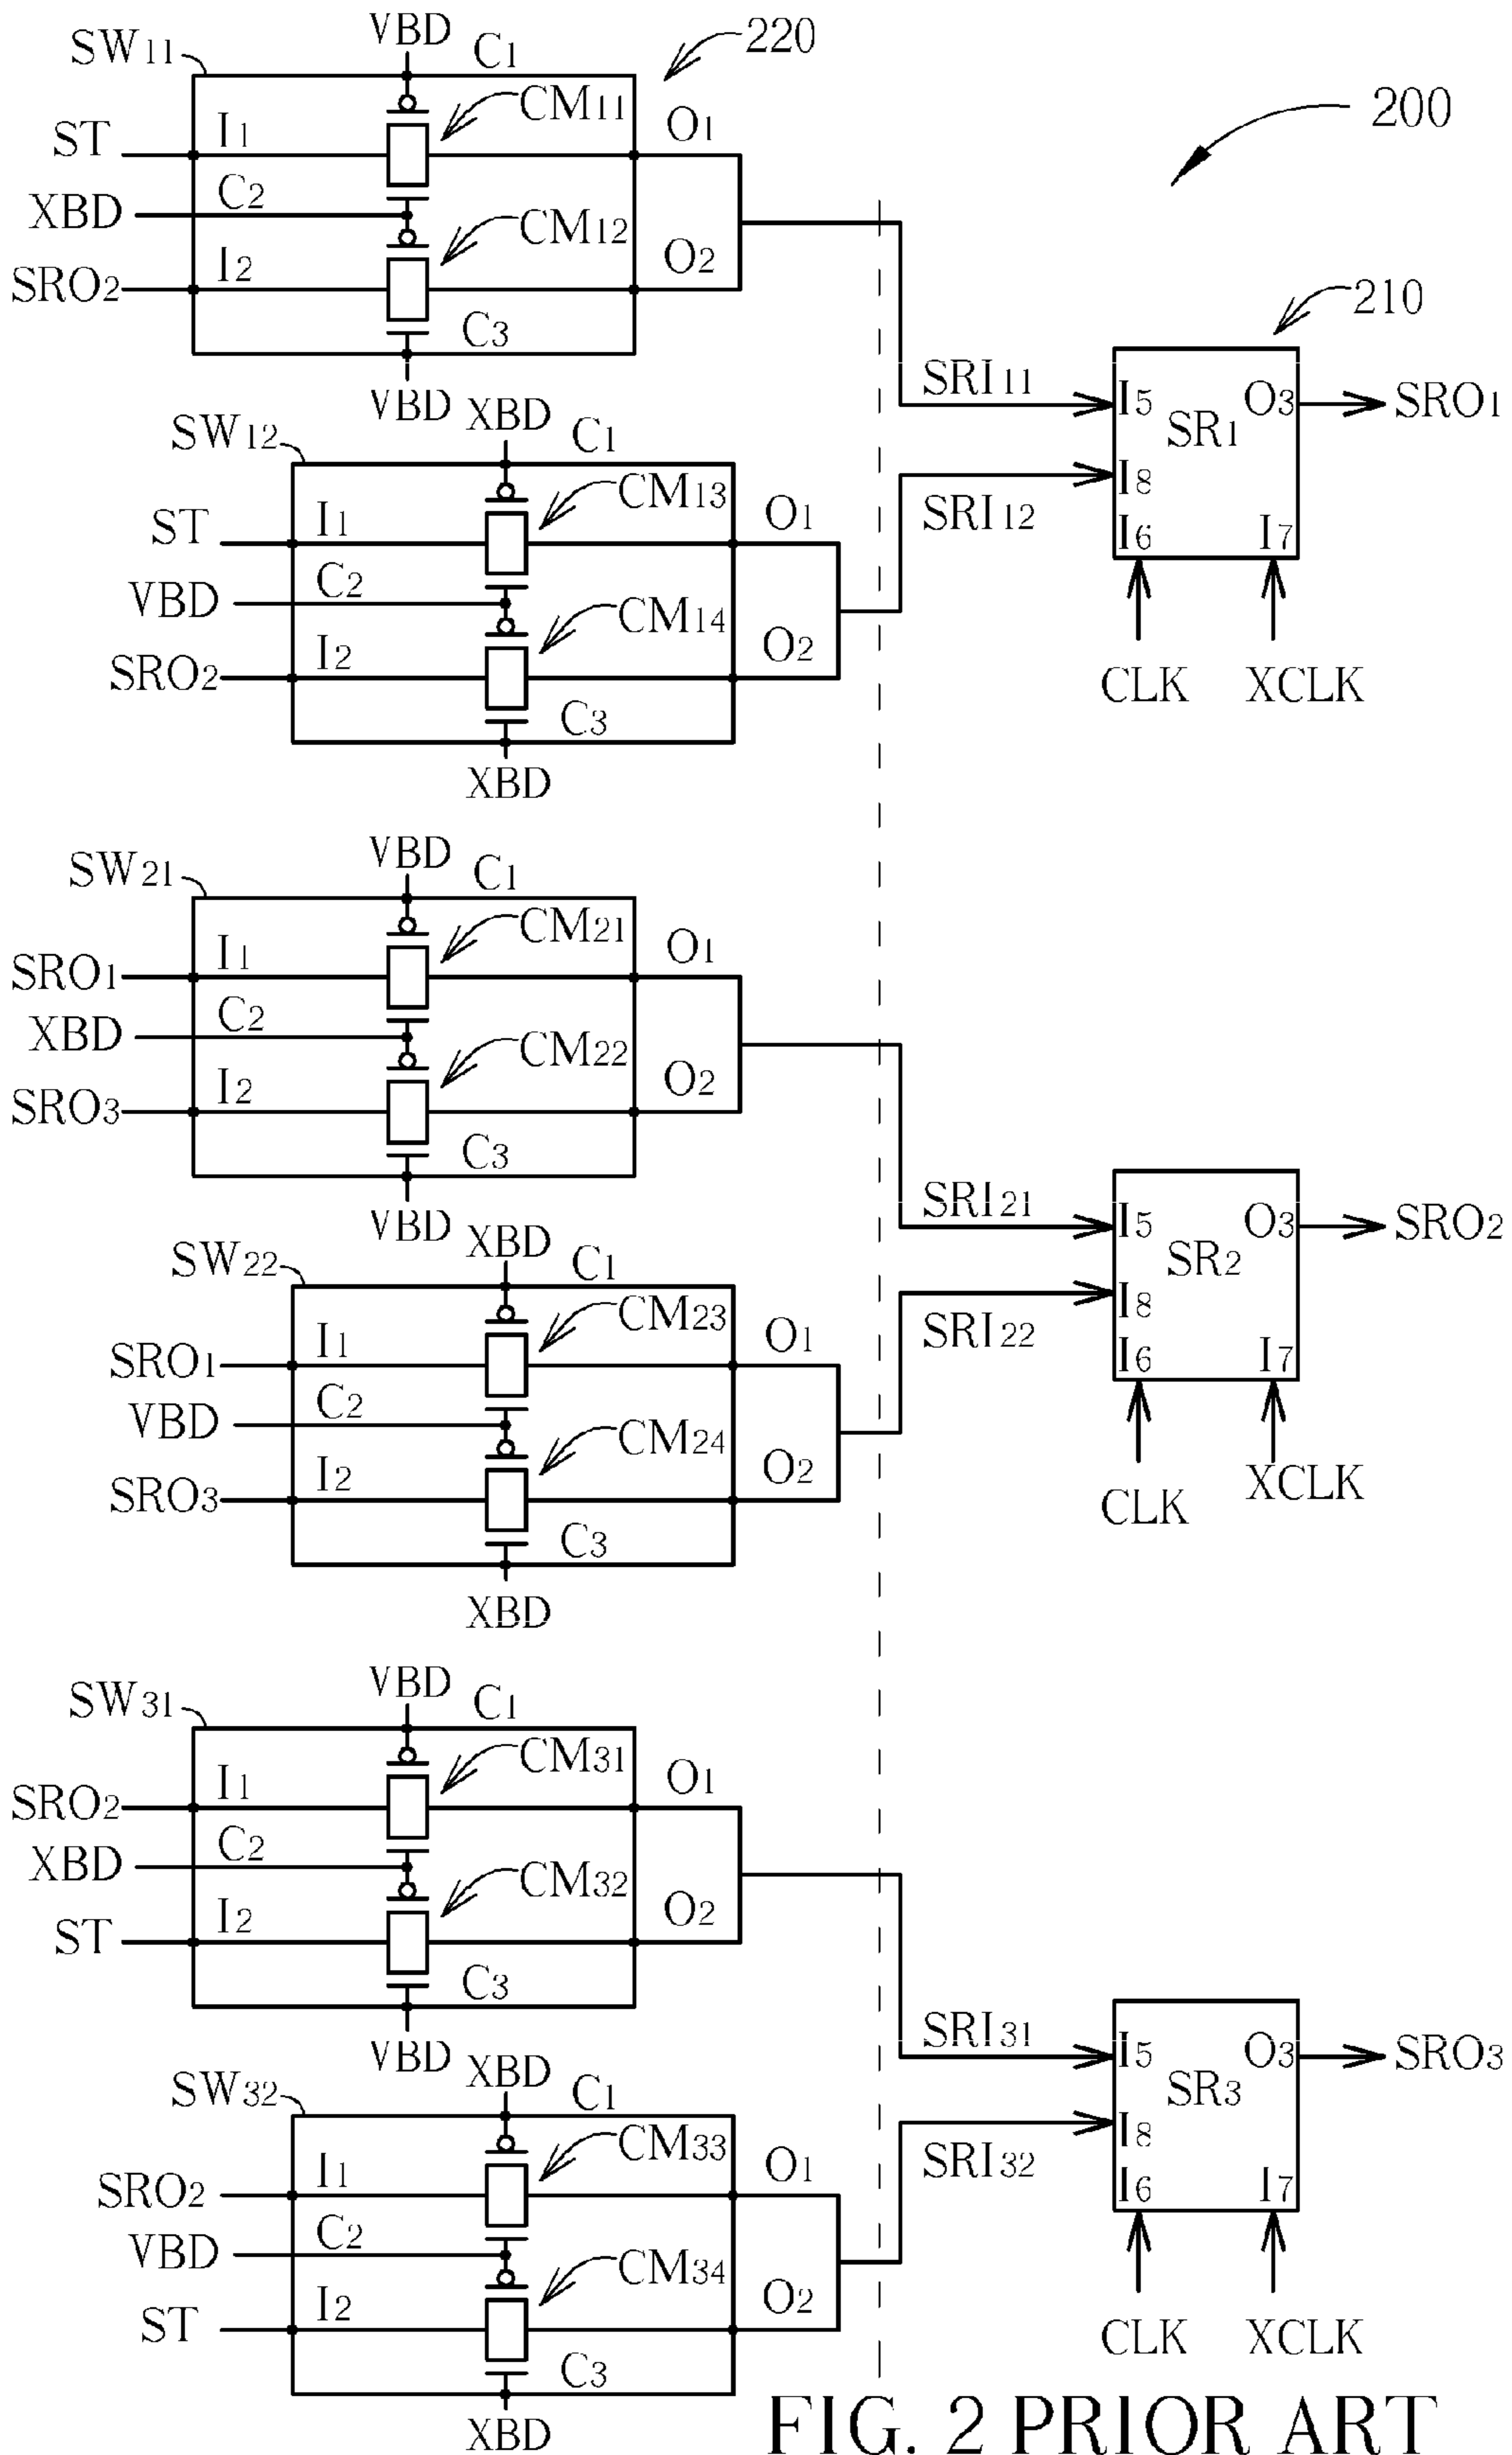 VBD
SW11
C1
220
CM11
O1
200
ST
I1
XBD
C2
CM12
SRO2
I2
O2
C3
VBD
210
SRI11
I5
O3
SRO1
SR1
XBD
SW12
C1
CM13
O1
I8
SRI12
ST
I1
I6
I7
VBD
C2
CM14
SRO2
I2
O2
C3
CLK
XCLK
XBD
VBD
SW21
C1
CM21
O1
SRO1
I1
XBD
C2
CM22
SRO3
I2
O2
C3
VBD
SRI21
I5
O3
SRO2
SR2
XBD
SW22
C1
CM23
O1
I8
SRI22
SRO1
I1
I6
I7
VBD
C2
CM24
SRO3
I2
O2
C3
CLK
XCLK
XBD
VBD
SW31
C1
CM31
O1
SRO2
I1
XBD
C2
CM32
ST
I2
O2
C3
VBD
SRI31
I5
O3
SRO3
SR3
XBD
SW32
C1
CM33
O1
I8
SRI32
SRO2
I1
I6
I7
VBD
C2
CM34
ST
I2
O2
C3
CLK
XCLK
XBD
FIG. 2 PRIOR ART